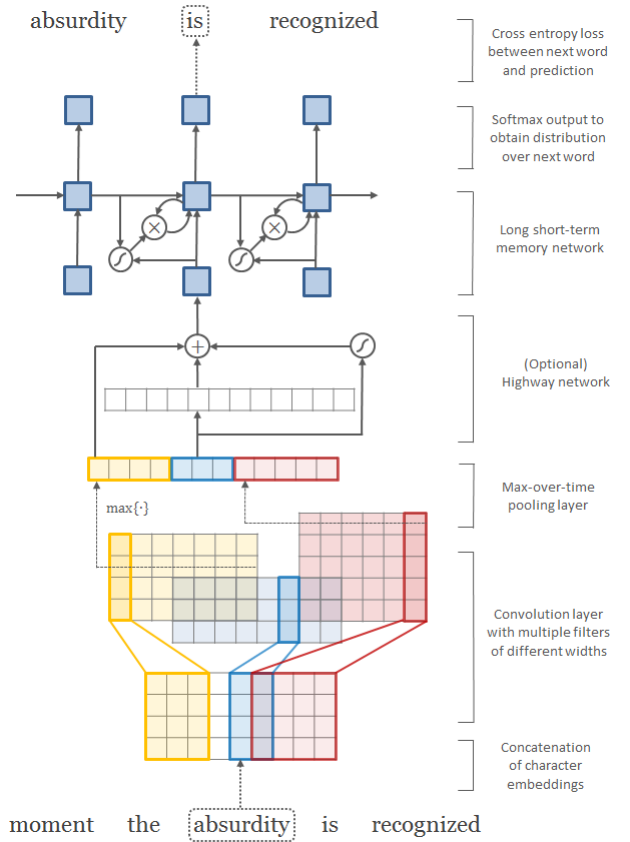 absurdity is recognized
Cross entropy loss
between next word
and prediction
Softmax output to
obtain distribution
over next word
Long short-term
memory network
(Optional)
Highway network
Max-over-time
pooling layer
max{·}
Convolution layer
with multiple filters
of different widths
Concatenation
of character
embeddings
moment the absurdity is recognized